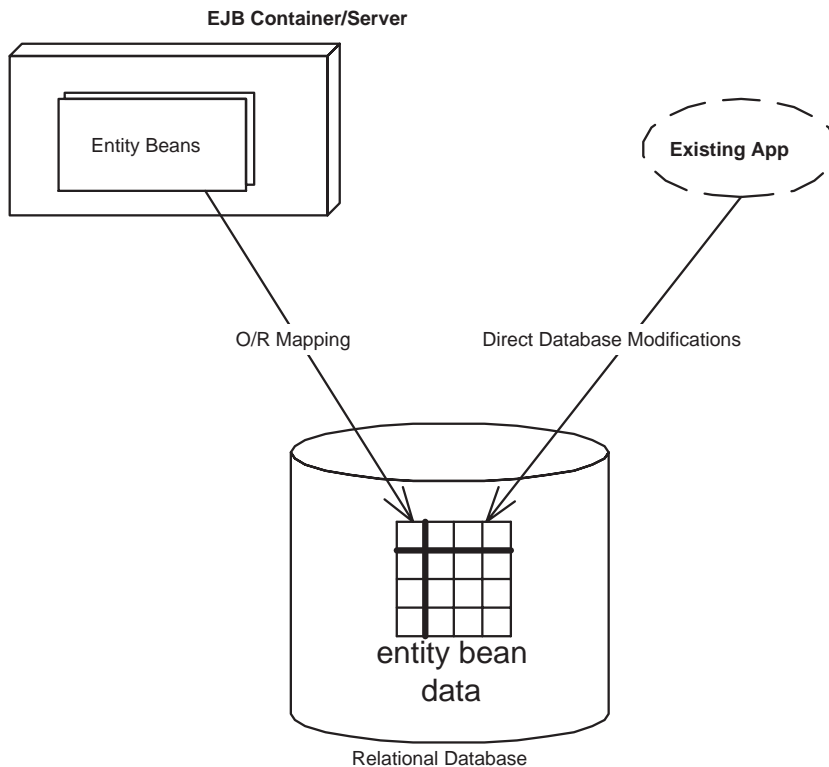 EJB Container/Server
Entity Beans
Existing App
O/R Mapping
Direct Database Modifications
entity bean
data
Relational Database